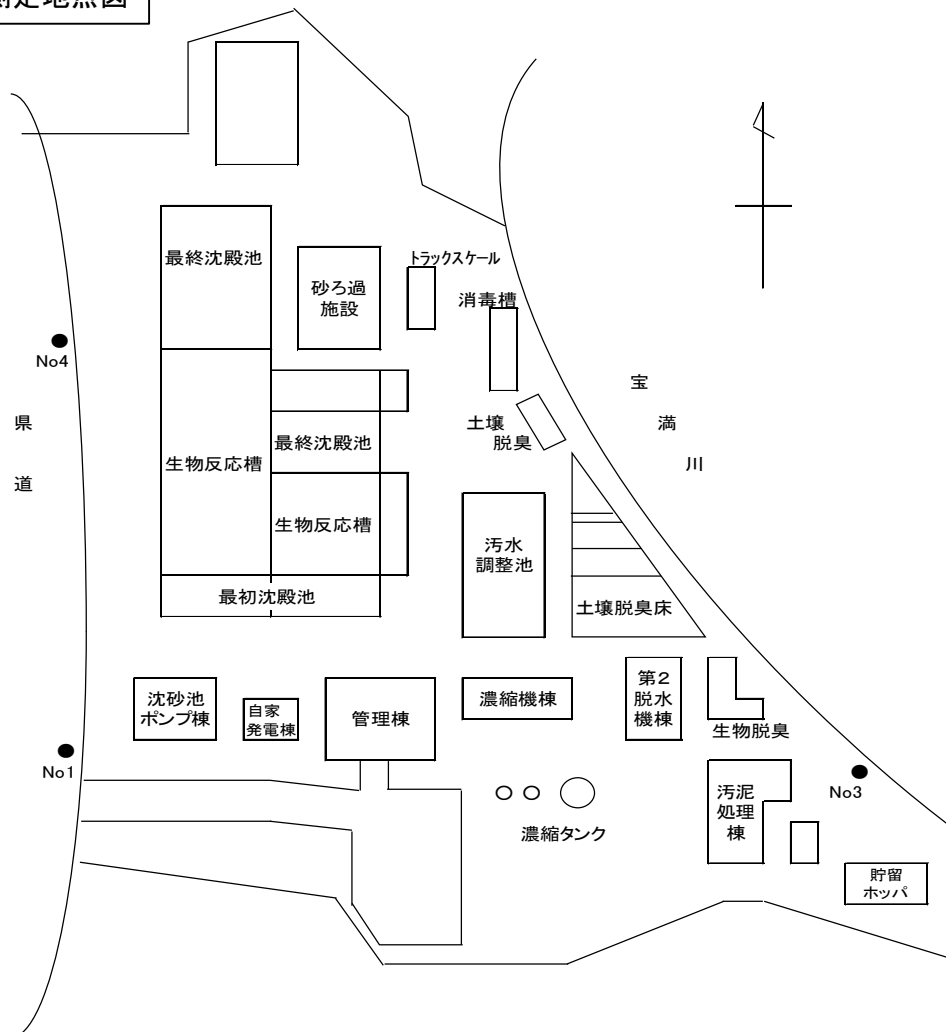 測定地点図
最終沈殿池
トラックスケール
砂ろ過
施設
消毒槽
No4
宝
満
川
県
道
土壌
脱臭
最終沈殿池
生物反応槽
生物反応槽
汚水
調整池
最初沈殿池
土壌脱臭床
沈砂池
ポンプ棟
自家
発電棟
管理棟
濃縮機棟
第2
脱水
機棟
生物脱臭
No1
No3
汚泥
処理
棟
濃縮タンク
貯留
ホッパ